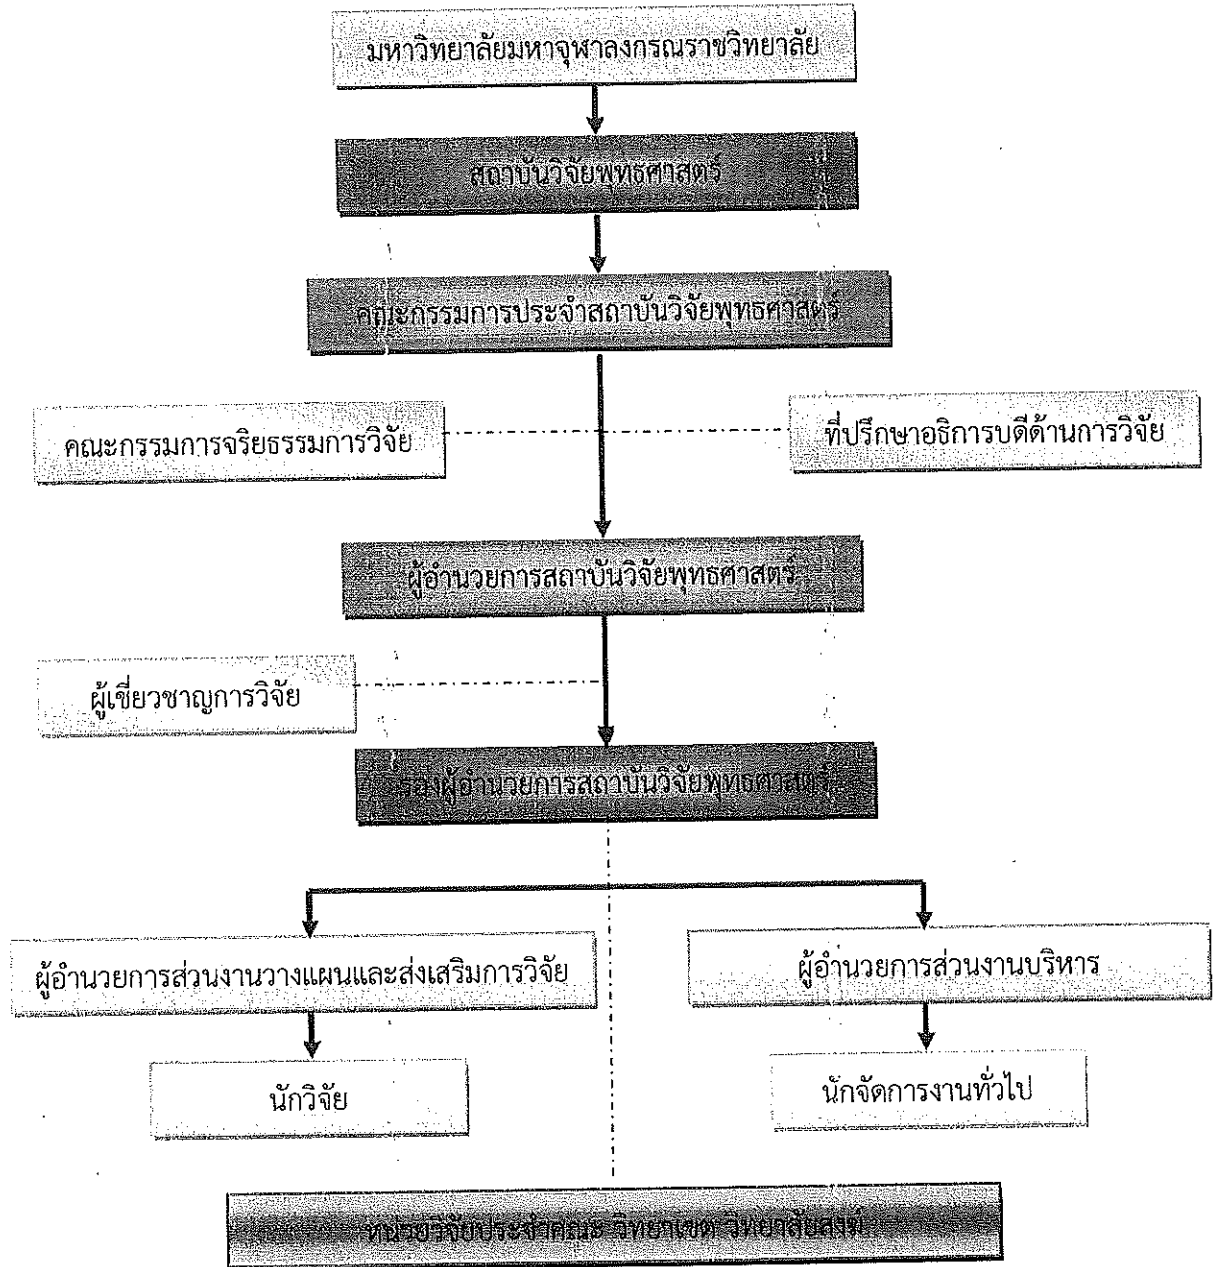 มหาวิทยาลัยมหาจุฬาลงกรณราชวิทยาลัย
สถาบันวิจัยพุทธศาสตร์
คณะกรรมการประจำสถาบันวิจัยพุทธศาสตร์
คณะกรรมการจริยธรรมการวิจัย
ที่ปรึกษาอธิการบดีด้านการวิจัย
ผู้อำนวยการสถาบันวิจัยพุทธศาสตร์
ผู้เชี่ยวชาญการวิจัย
รองผู้อำนวยการสถาบันวิจัยพุทธศาสตร์
ผู้อำนวยการส่วนงานวางแผนและส่งเสริมการวิจัย
ผู้อำนวยการส่วนงานบริหาร
นักวิจัย
นักจัดการงานทั่วไป
หน่วยวิจัยประจำคณะ วิทยาเขต วิทยาลัยสงฆ์